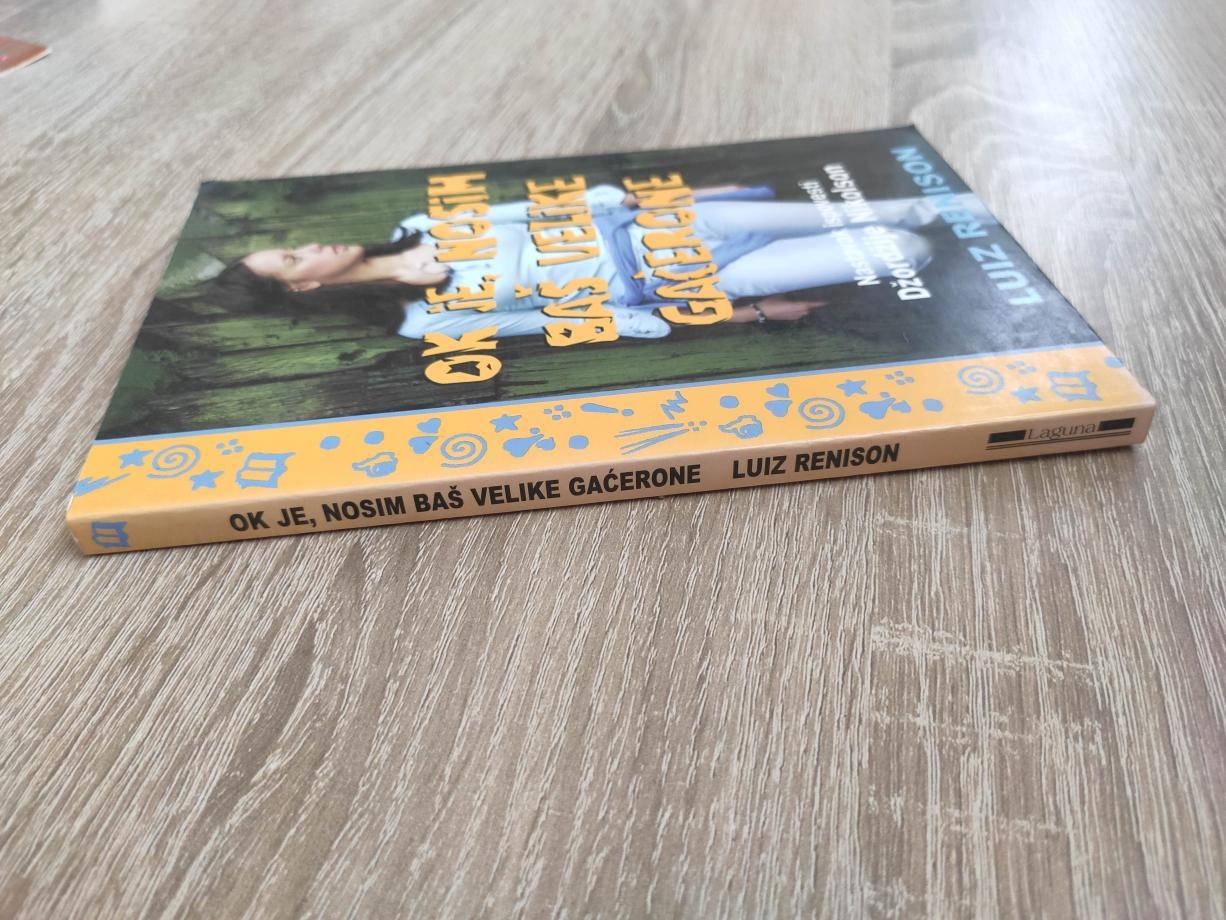 OK JE, NOSIM
BAŠ VELIKE
GAĆERONE
Nastavak ispovesti
Džordžije Nikolson
LUIZ RENISON
OK JE, NOSIM BAŠ VELIKE GAĆERONE LUIZ RENISON
Laguna